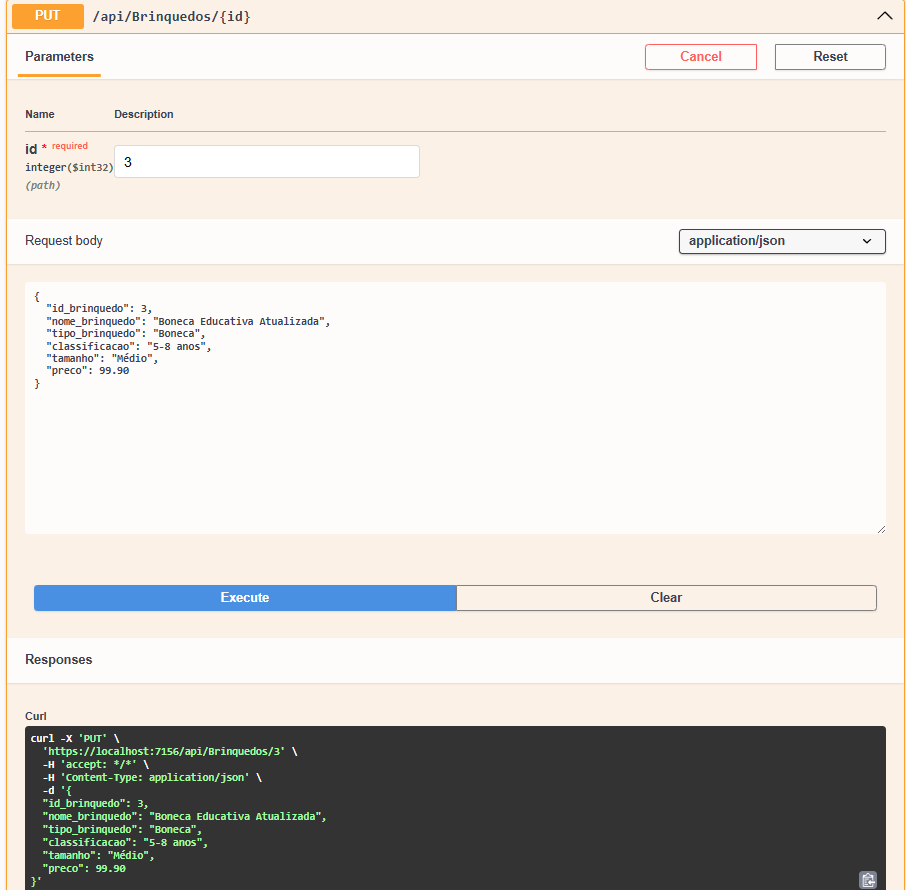 PUT /api/Brinquedos/{id}
Parameters
Cancel
Reset
Name Description
id * required
integer($int32)
(path)
3
Request body
application/json
{
  "id_brinquedo": 3,
  "nome_brinquedo": "Boneca Educativa Atualizada",
  "tipo_brinquedo": "Boneca",
  "classificacao": "5-8 anos",
  "tamanho": "Médio",
  "preco": 99.90
}
Execute
Clear
Responses
Curl
curl -X 'PUT' \
  'https://localhost:7156/api/Brinquedos/3' \
  -H 'accept: */*' \
  -H 'Content-Type: application/json' \
  -d '{
  "id_brinquedo": 3,
  "nome_brinquedo": "Boneca Educativa Atualizada",
  "tipo_brinquedo": "Boneca",
  "classificacao": "5-8 anos",
  "tamanho": "Médio",
  "preco": 99.90
}'